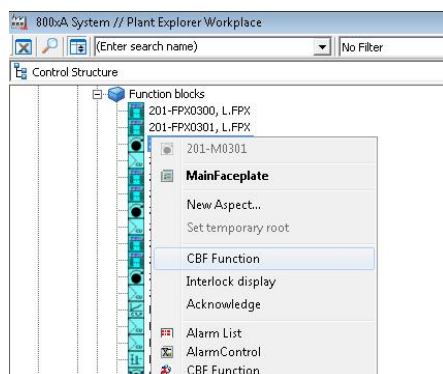 800xA System // Plant Explorer Workplace
(Enter search name) No Filter
Control Structure
Function blocks
201-FPX0300, L.FPX
201-FPX0301, L.FPX
201-M0301
MainFaceplate
New Aspect...
Set temporary root
CBF Function
Interlock display
Acknowledge
Alarm List
AlarmControl
CBF Function